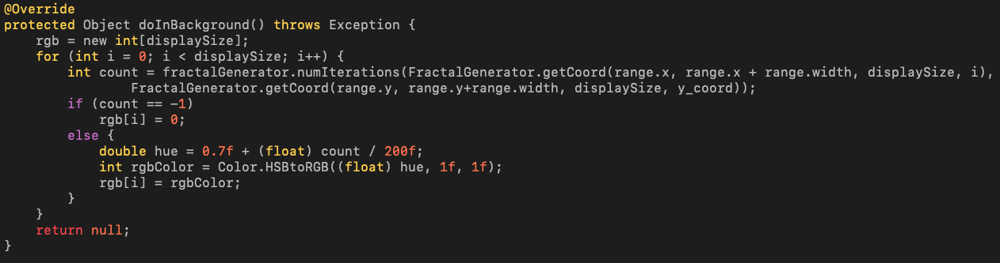 @Override
protected Object doInBackground() throws Exception {
    rgb = new int[displaySize];
    for (int i = 0; i < displaySize; i++) {
        int count = fractalGenerator.numIterations(FractalGenerator.getCoord(range.x, range.x + range.width, displaySize, i),
                FractalGenerator.getCoord(range.y, range.y+range.width, displaySize, y_coord));
        if (count == -1)
            rgb[i] = 0;
        else {
            double hue = 0.7f + (float) count / 200f;
            int rgbColor = Color.HSBtoRGB((float) hue, 1f, 1f);
            rgb[i] = rgbColor;
        }
    }
    return null;
}